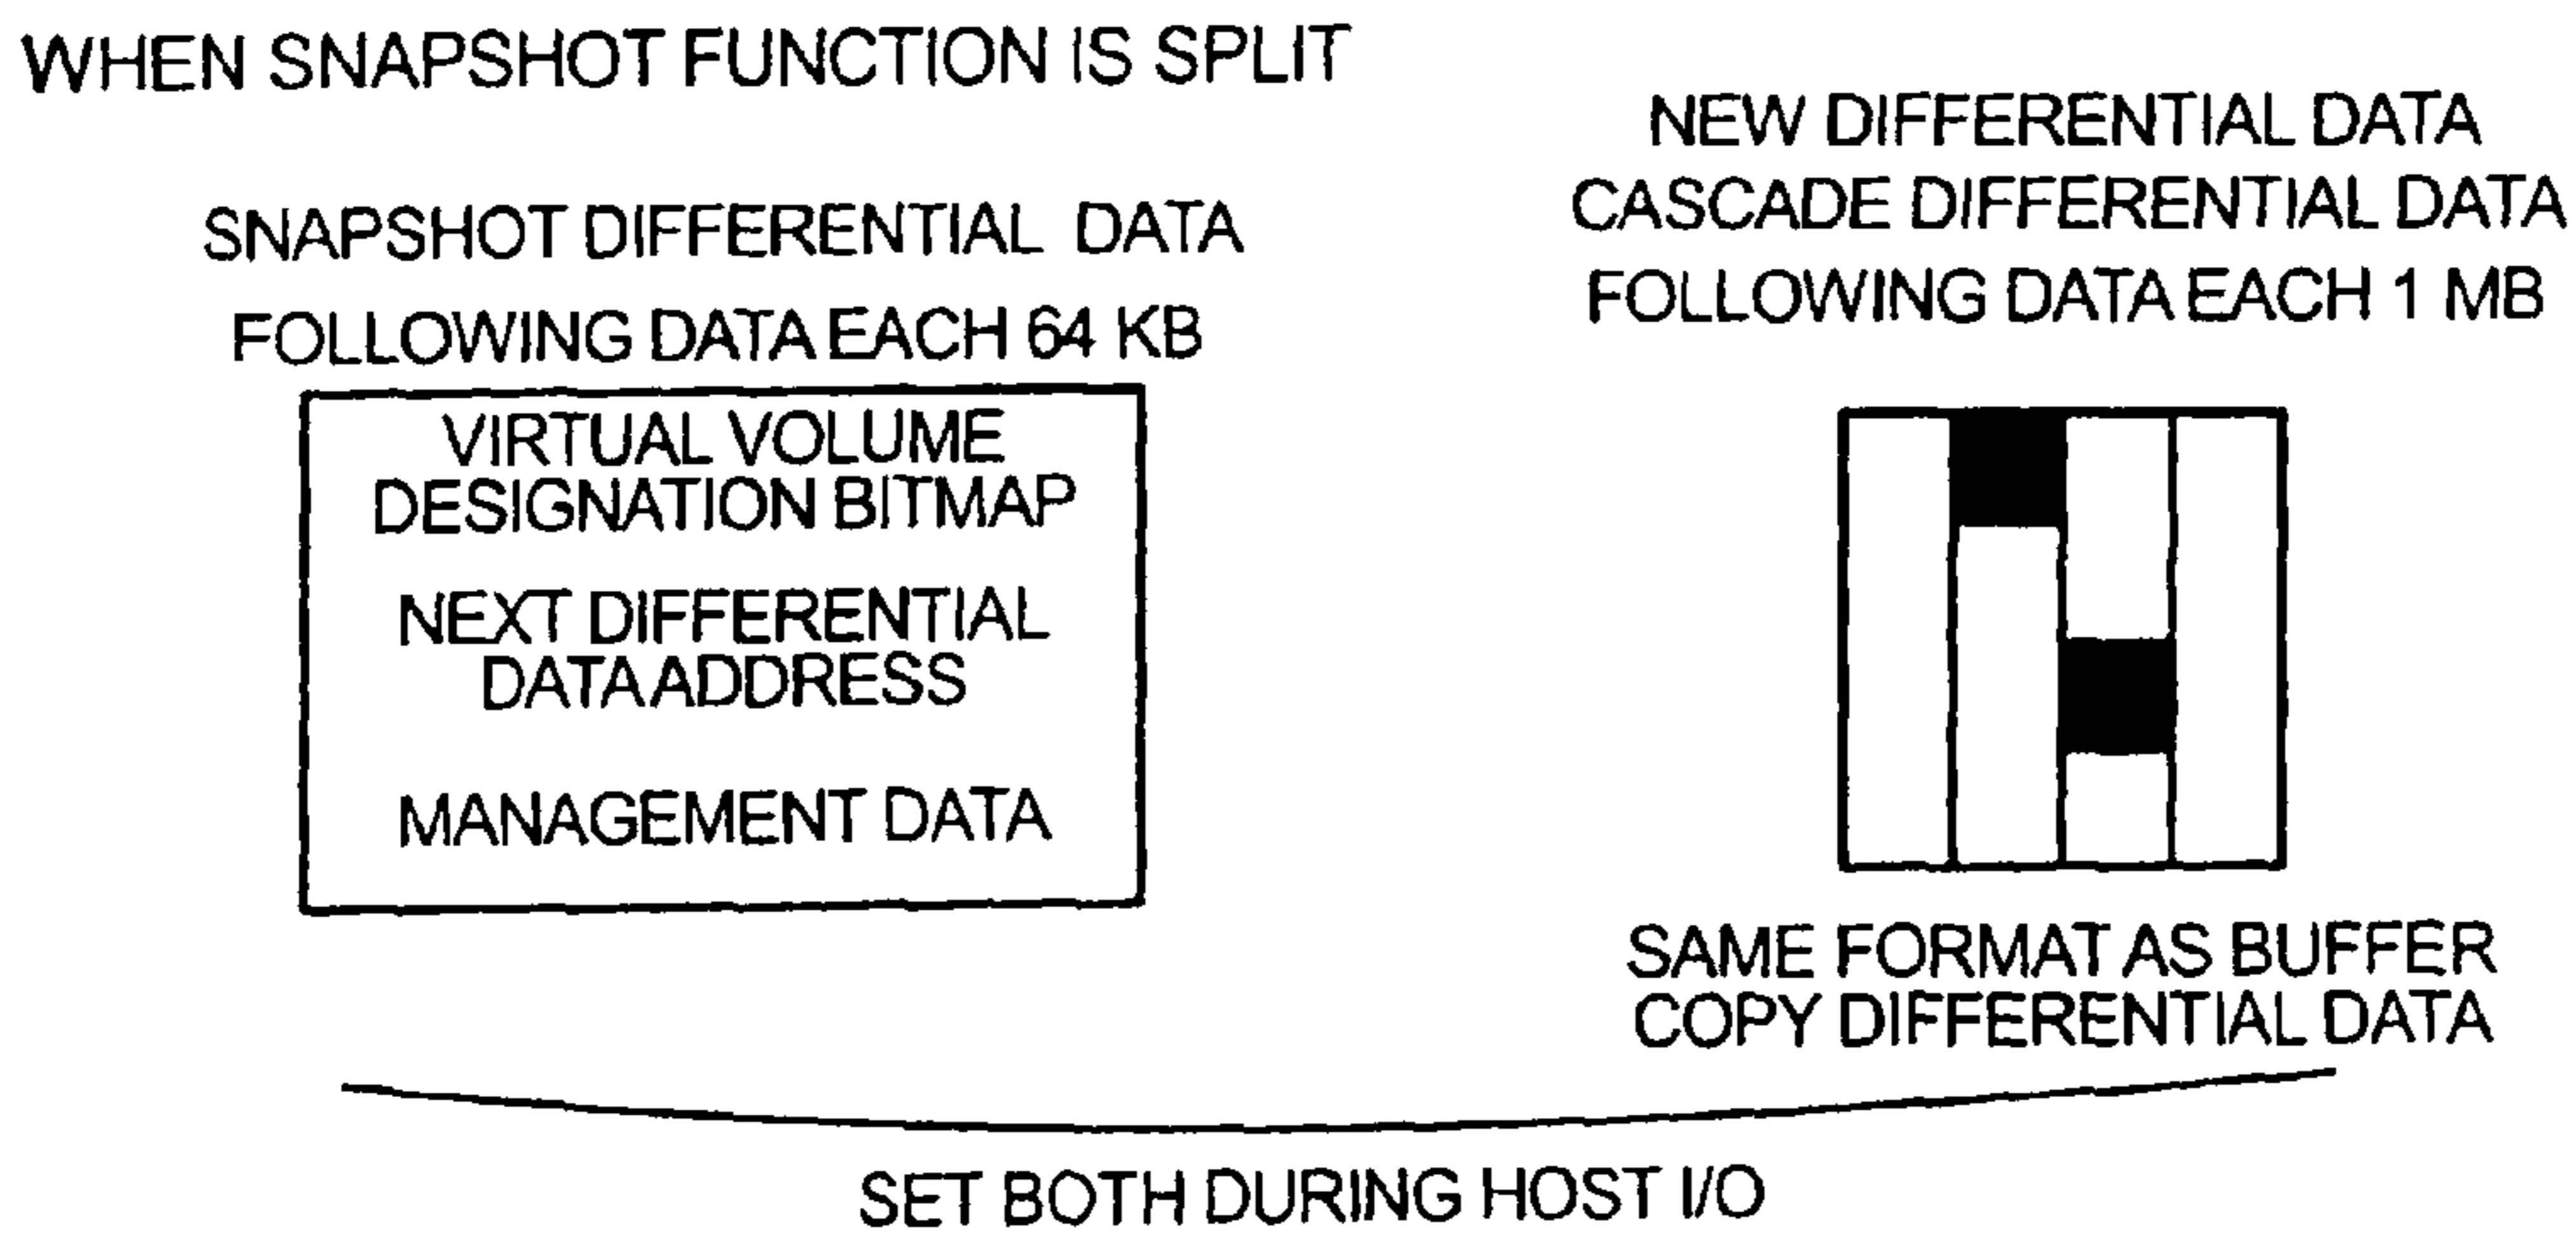 WHEN SNAPSHOT FUNCTION IS SPLIT
SNAPSHOT DIFFERENTIAL DATA
FOLLOWING DATA EACH 64 KB
VIRTUAL VOLUME
DESIGNATION BITMAP
NEXT DIFFERENTIAL
DATA ADDRESS
MANAGEMENT DATA
NEW DIFFERENTIAL DATA
CASCADE DIFFERENTIAL DATA
FOLLOWING DATA EACH 1 MB
SAME FORMAT AS BUFFER
COPY DIFFERENTIAL DATA
SET BOTH DURING HOST I/O